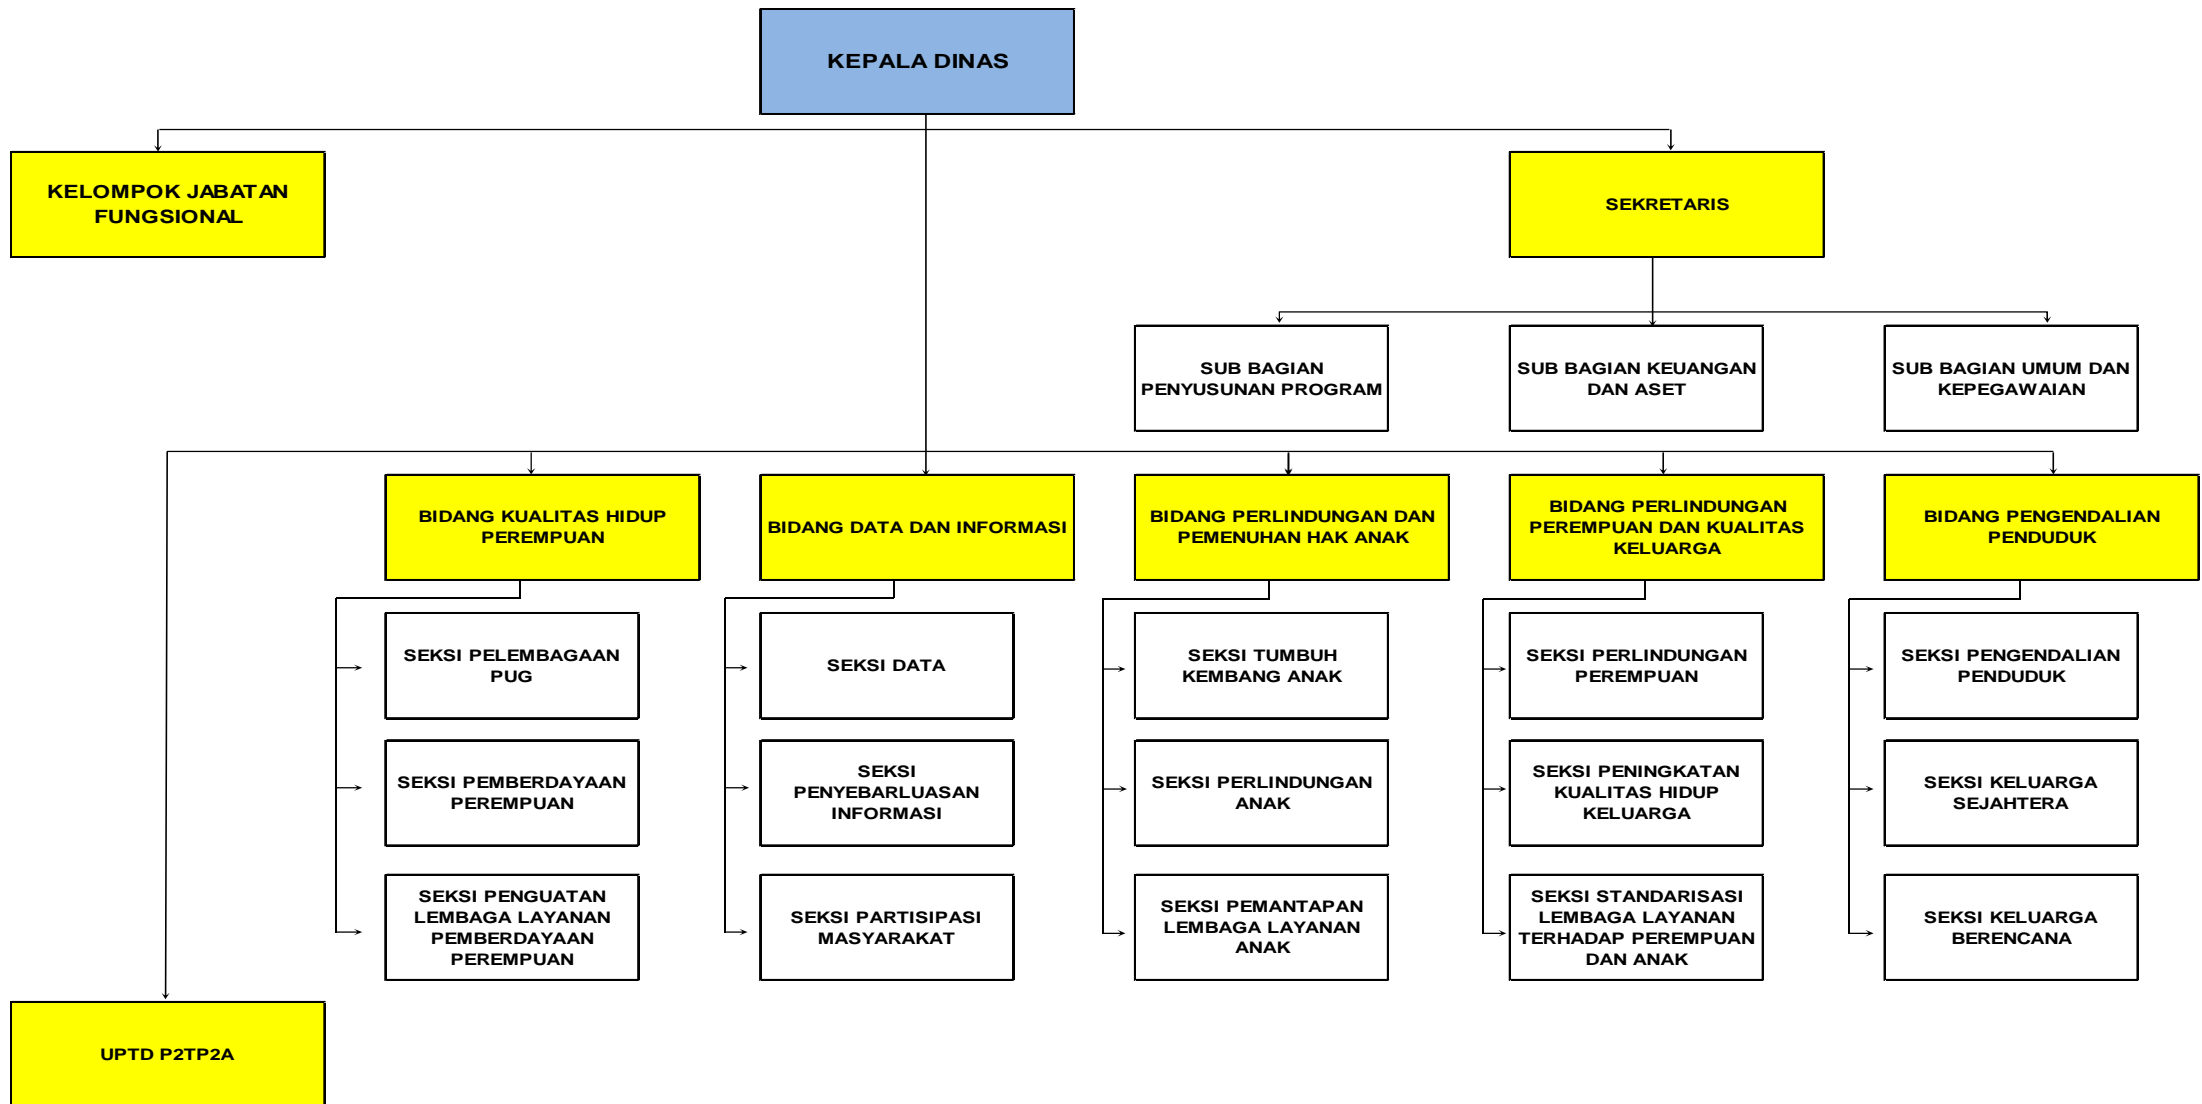 KEPALA DINAS
KELOMPOK JABATAN
FUNGSIONAL
SEKRETARIS
SUB BAGIAN
PENYUSUNAN PROGRAM
SUB BAGIAN KEUANGAN
DAN ASET
SUB BAGIAN UMUM DAN
KEPEGAWAIAN
BIDANG KUALITAS HIDUP
PEREMPUAN
BIDANG DATA DAN INFORMASI
BIDANG PERLINDUNGAN DAN
PEMENUHAN HAK ANAK
BIDANG PERLINDUNGAN
PEREMPUAN DAN KUALITAS
KELUARGA
BIDANG PENGENDALIAN
PENDUDUK
SEKSI PELEMBAGAAN
PUG
SEKSI DATA
SEKSI TUMBUH
KEMBANG ANAK
SEKSI PERLINDUNGAN
PEREMPUAN
SEKSI PENGENDALIAN
PENDUDUK
SEKSI PEMBERDAYAAN
PEREMPUAN
SEKSI
PENYEBARLUASAN
INFORMASI
SEKSI PERLINDUNGAN
ANAK
SEKSI PENINGKATAN
KUALITAS HIDUP
KELUARGA
SEKSI KELUARGA
SEJAHTERA
SEKSI PENGUATAN
LEMBAGA LAYANAN
PEMBERDAYAAN
PEREMPUAN
SEKSI PARTISIPASI
MASYARAKAT
SEKSI PEMANTAPAN
LEMBAGA LAYANAN
ANAK
SEKSI STANDARISASI
LEMBAGA LAYANAN
TERHADAP PEREMPUAN
DAN ANAK
SEKSI KELUARGA
BERENCANA
UPTD P2TP2A